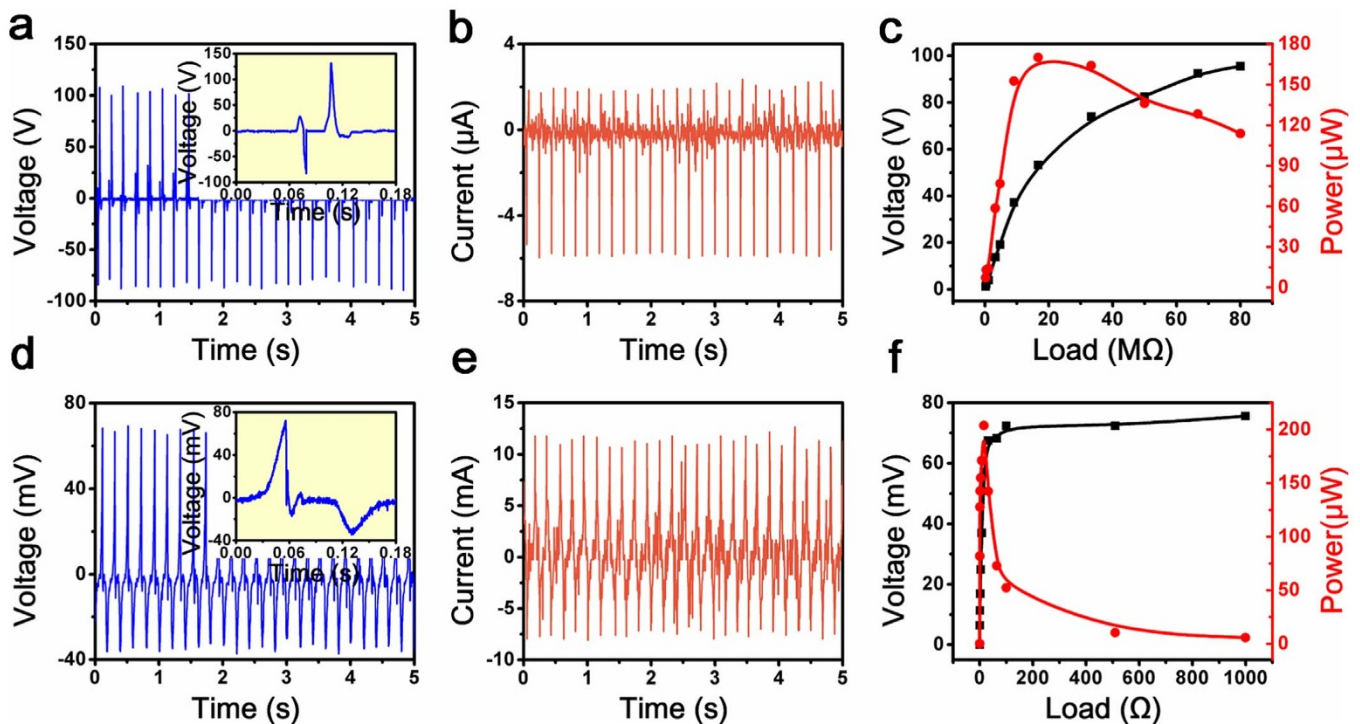 a
150
100
50
0
-50
-100
Voltage (V)
0 1 2 3 4 5
Time (s)
150
100
50
0
-50
-100
Voltage (V)
0.00 0.06 0.12 0.18
Time (s)
b
4
0
-4
-8
Current (μA)
0 1 2 3 4 5
Time (s)
c
100
80
60
40
20
0
Voltage (V)
180
150
120
90
60
30
0
Power(μW)
0 20 40 60 80
Load (MΩ)
d
80
40
0
-40
Voltage (mV)
0 1 2 3 4 5
Time (s)
80
60
40
20
0
-20
-40
Voltage (mV)
0.00 0.06 0.12 0.18
Time (s)
e
15
10
5
0
-5
-10
Current (mA)
0 1 2 3 4 5
Time (s)
f
80
60
40
20
0
Voltage (mV)
200
150
100
50
0
Power(μW)
0 200 400 600 800 1000
Load (Ω)